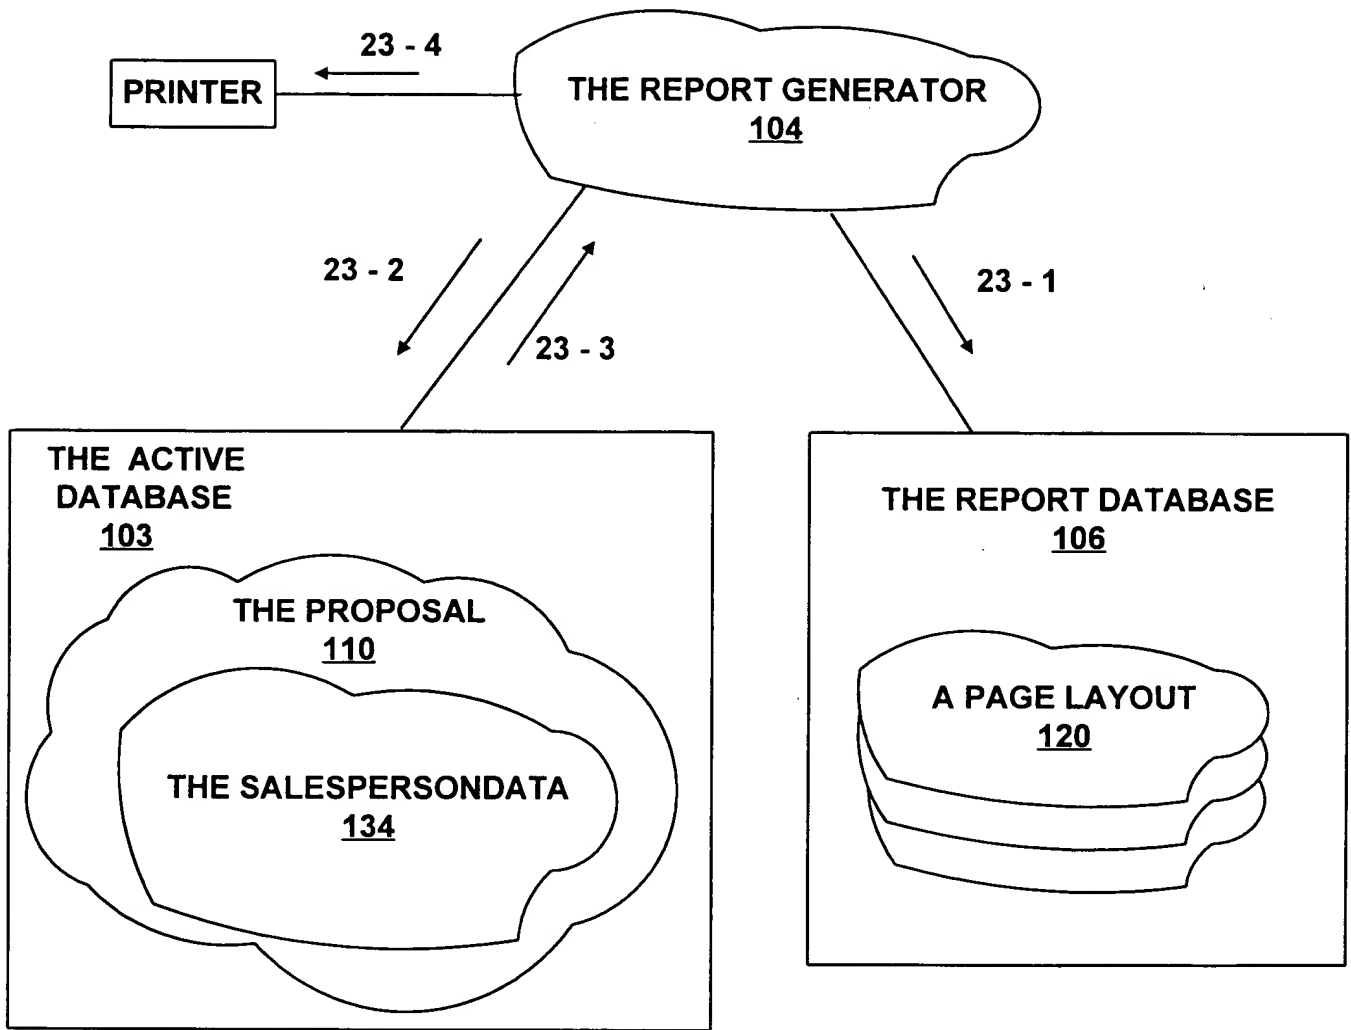 23 - 4
PRINTER
THE REPORT GENERATOR
104
23 - 2
23 - 3
23 - 1
THE ACTIVE
DATABASE
103
THE PROPOSAL
110
THE SALESPERSONDATA
134
THE REPORT DATABASE
106
A PAGE LAYOUT
120